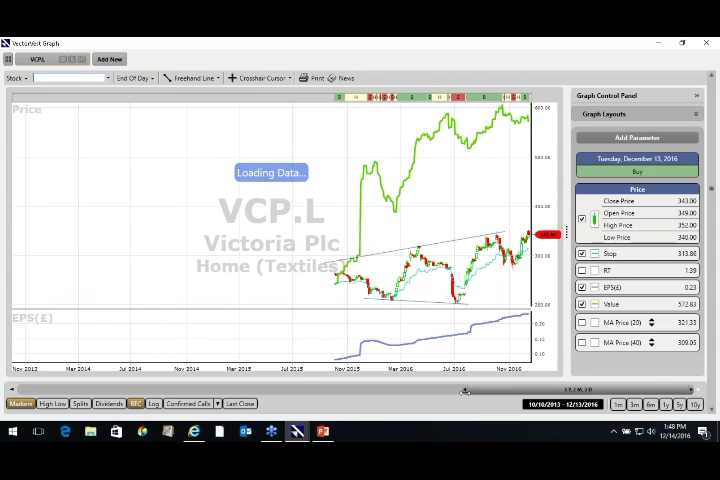 VectorVest Graph
VCP.L Add New
Stock End Of Day Freehand Line Crosshair Cursor Print News
Price
Loading Data...
VCP.L
Victoria Plc
Home (Textiles)
600.00
500.00
400.00
300.00
200.00
EPS(£)
0.20
0.10
0.10
Nov 2013 Mar 2014 Jul 2014 Nov 2014 Mar 2015 Jul 2015 Nov 2015 Mar 2016 Jul 2016 Nov 2016
3 Y, 2 M, 3 D
Markers High Low Splits Dividends REC Log Confirmed Calls Last Close
10/10/2013 - 12/13/2016 1m 3m 6m 1y 5y 10y
Graph Control Panel
Graph Layouts
Add Parameter
Tuesday, December 13, 2016
Buy
Price
Close Price 343.00
Open Price 349.00
High Price 352.00
Low Price 340.00
Stop 313.86
RT 1.39
EPS(£) 0.23
Value 572.83
MA Price (20) 321.33
MA Price (40) 309.05
1:48 PM
12/14/2016